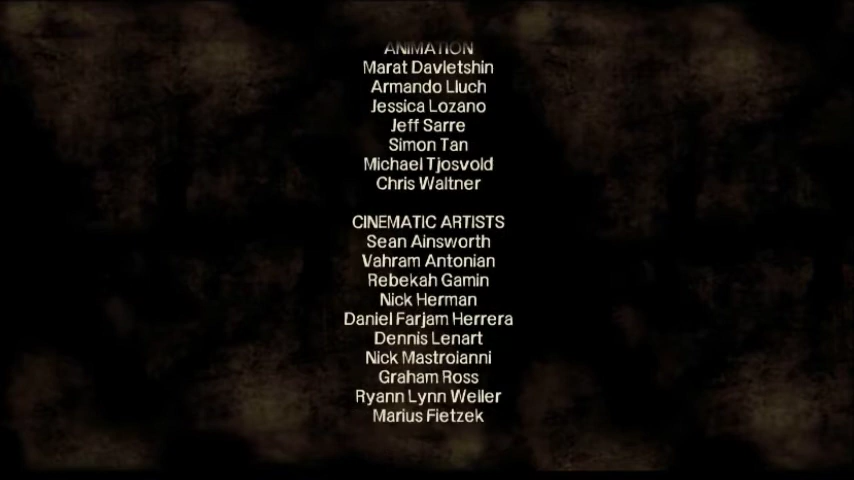 ANIMATION
Marat Davletshin
Armando Lluch
Jessica Lozano
Jeff Sarre
Simon Tan
Michael Tjosvold
Chris Waltner
CINEMATIC ARTISTS
Sean Ainsworth
Vahram Antonian
Rebekah Gamin
Nick Herman
Daniel Farjam Herrera
Dennis Lenart
Nick Mastroianni
Graham Ross
Ryann Lynn Weller
Marius Fietzek